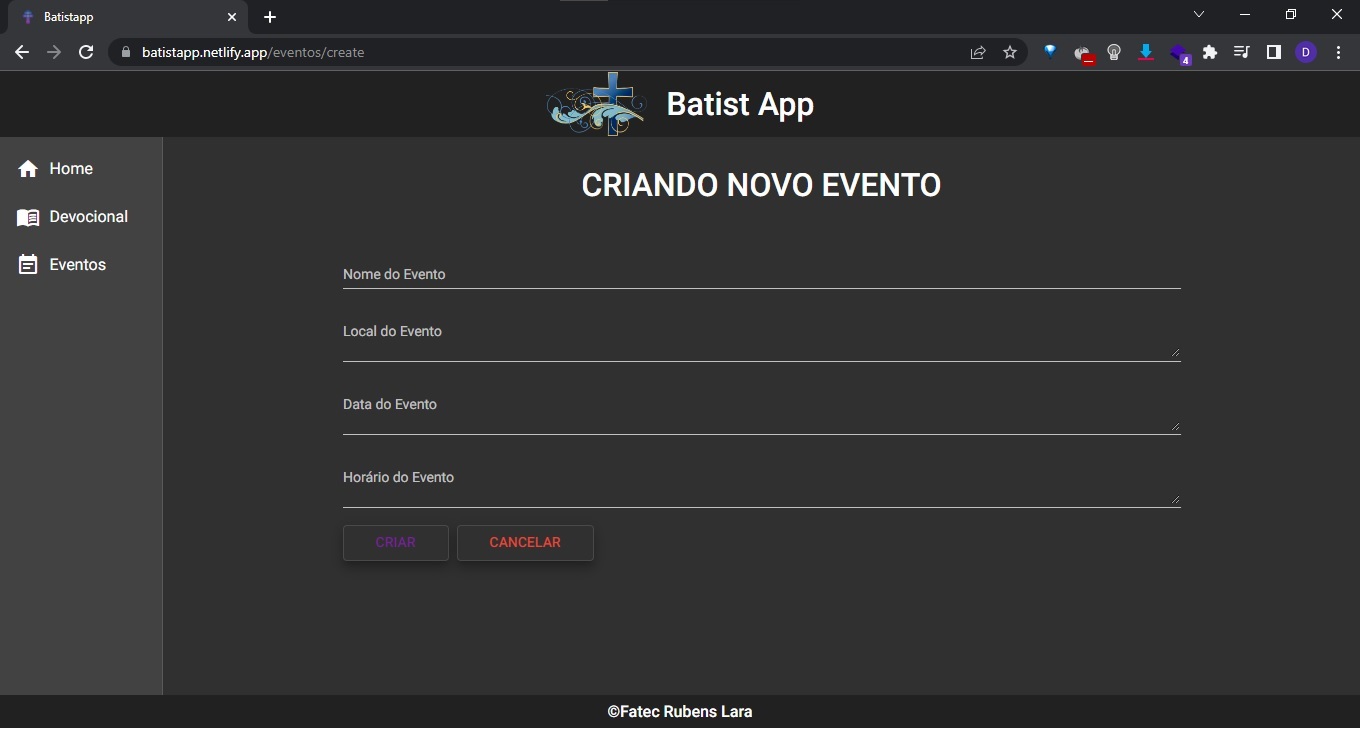 Batistapp
batistapp.netlify.app/eventos/create
4
D
Batist App
Home
Devocional
Eventos
CRIANDO NOVO EVENTO
Nome do Evento
Local do Evento
Data do Evento
Horário do Evento
CRIAR CANCELAR
©Fatec Rubens Lara